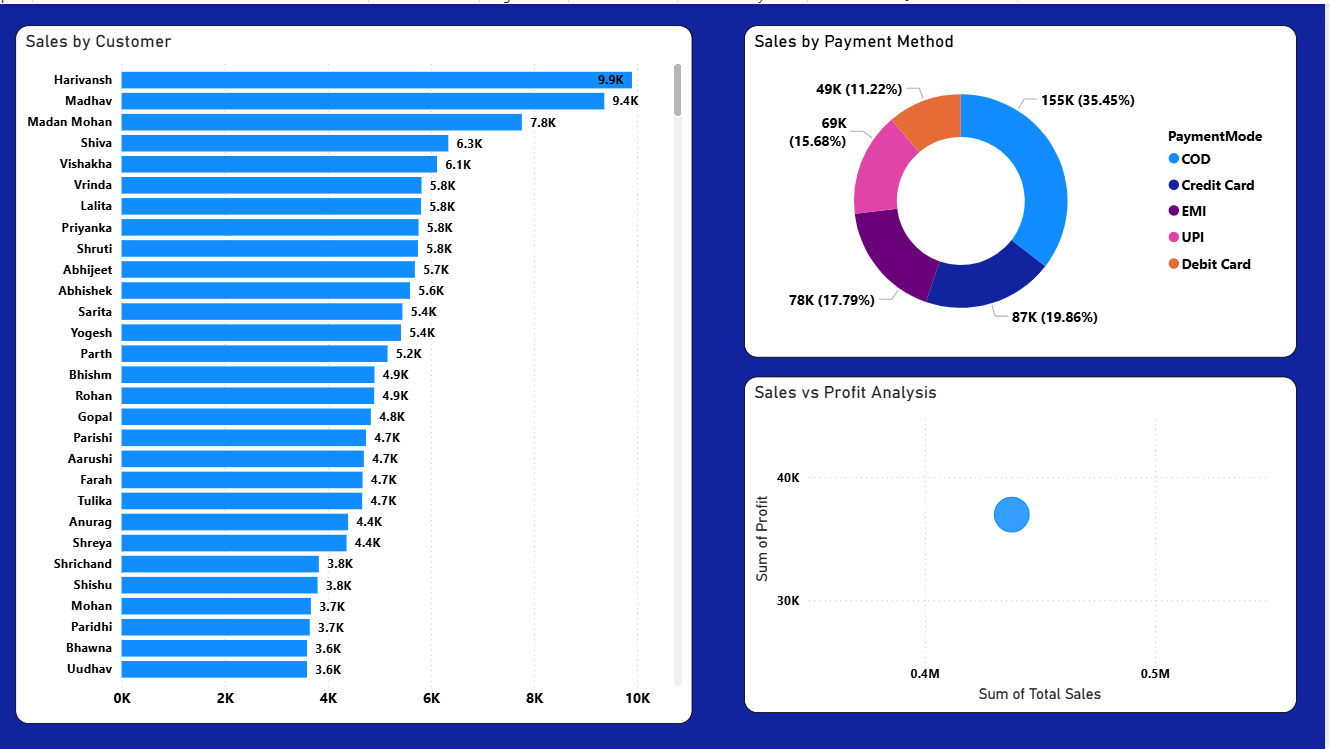 Sales by Customer
Harivansh 9.9K
Madhav 9.4K
Madan Mohan 7.8K
Shiva 6.3K
Vishakha 6.1K
Vrinda 5.8K
Lalita 5.8K
Priyanka 5.8K
Shruti 5.8K
Abhijeet 5.7K
Abhishek 5.6K
Sarita 5.4K
Yogesh 5.4K
Parth 5.2K
Bhishm 4.9K
Rohan 4.9K
Gopal 4.8K
Parishi 4.7K
Aarushi 4.7K
Farah 4.7K
Tulika 4.7K
Anurag 4.4K
Shreya 4.4K
Shrichand 3.8K
Shishu 3.8K
Mohan 3.7K
Paridhi 3.7K
Bhawna 3.6K
Uudhav 3.6K
0K 2K 4K 6K 8K 10K
Sales by Payment Method
49K (11.22%)
155K (35.45%)
69K
(15.68%)
78K (17.79%)
87K (19.86%)
PaymentMode
COD
Credit Card
EMI
UPI
Debit Card
Sales vs Profit Analysis
Sum of Profit
40K
30K
0.4M 0.5M
Sum of Total Sales